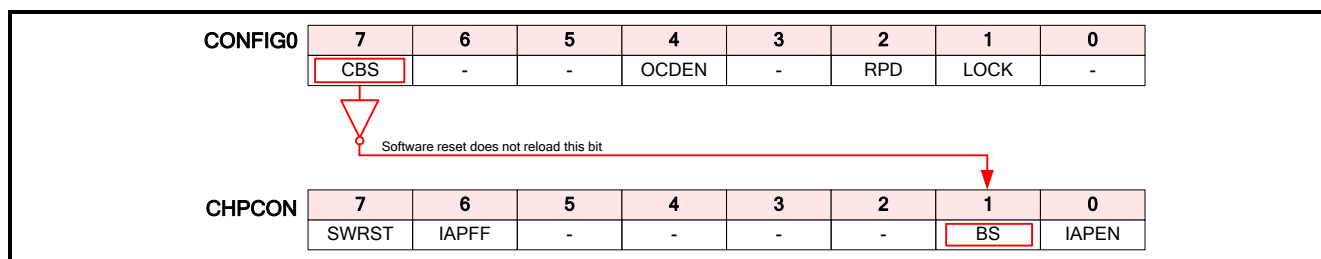 CONFIG0 7 6 5 4 3 2 1 0
CBS - - OCDEN - RPD LOCK -
Software reset does not reload this bit
CHPCON 7 6 5 4 3 2 1 0
SWRST IAPFF - - - - BS IAPEN